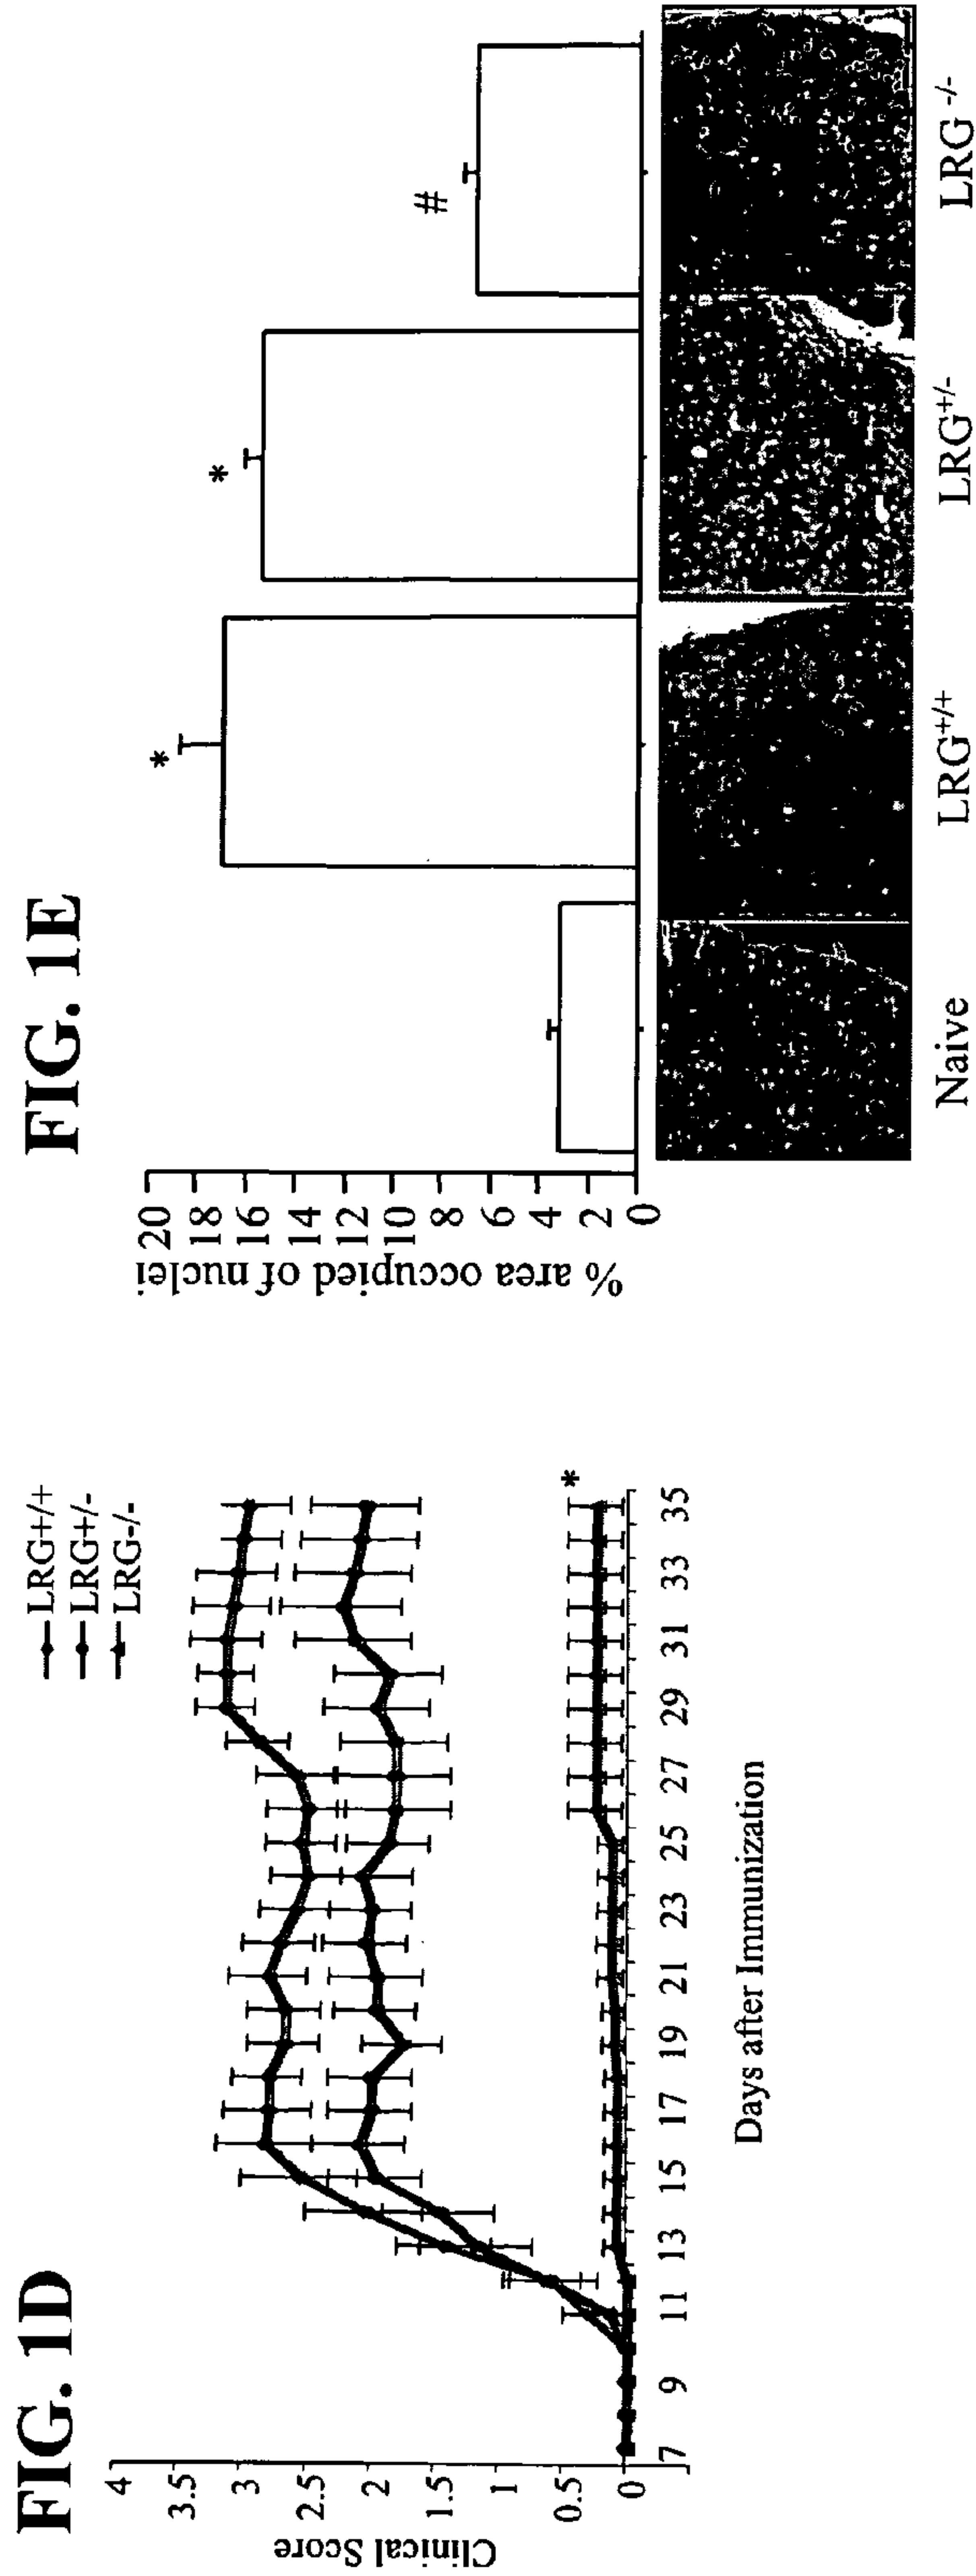 FIG. 1D
LRG+/+
LRG+/-
LRG-/-
Clinical Score
4
3.5
3
2.5
2
1.5
1
0.5
0
*
7 9 11 13 15 17 19 21 23 25 27 29 31 33 35
Days after Immunization
FIG. 1E
% area occupied of nuclei
20
18
16
14
12
10
8
6
4
2
0
* * #
Naive LRG+/+ LRG+/- LRG -/-